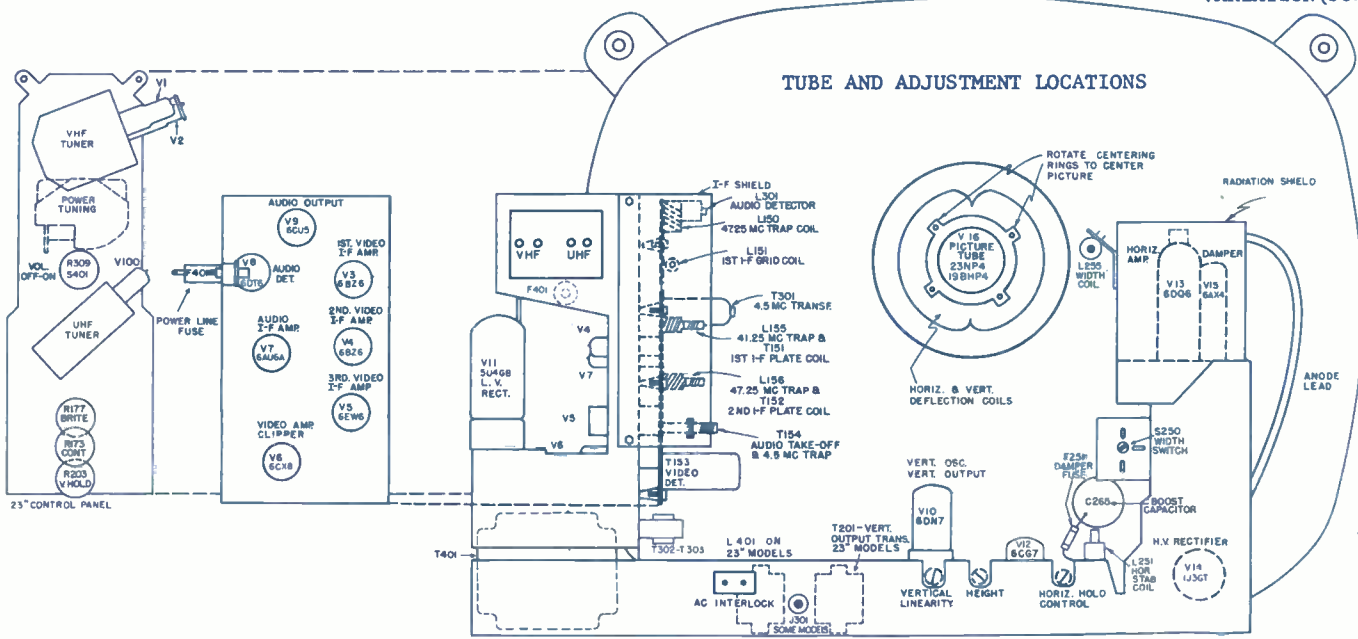 TUBE AND ADJUSTMENT LOCATIONS
V1
V2
VHF
TUNER
POWER
TUNING
VOL.
OFF-ON
R309
S401
V100
UHF
TUNER
R177
BRITE
R175
CONT
R203
V.HOLD
23" CONTROL PANEL
AUDIO OUTPUT
V9
6CU5
F401
V8
6DT6
AUDIO
DET.
POWER LINE
FUSE
1ST. VIDEO
I-F AMP.
V3
6BZ6
2ND. VIDEO
I-F AMP.
V4
6BZ6
AUDIO
I-F AMP.
V7
6AU6A
3RD. VIDEO
I-F AMP
V5
6EW6
VIDEO AMP.
CLIPPER
V6
6CX8
VHF
UHF
F401
V11
5U4GB
L.V.
RECT.
V4
V7
V5
V6
T401
I-F SHIELD
L301
AUDIO DETECTOR
L150
47.25 MC TRAP COIL
L151
1ST I-F GRID COIL
T301
4.5 MC TRANSF.
L155
41.25 MC TRAP &
T151
1ST I-F PLATE COIL
L156
47.25 MC TRAP &
T152
2ND I-F PLATE COIL
T154
AUDIO TAKE-OFF
& 4.5 MC TRAP
T153
VIDEO
DET.
T302-T303
L401 ON
23" MODELS
T201-VERT.
OUTPUT TRANS.
23" MODELS
AC INTERLOCK
J301
SOME MODELS
ROTATE CENTERING
RINGS TO CENTER
PICTURE
V16
PICTURE
TUBE
23NP4
19BHP4
HORIZ. & VERT.
DEFLECTION COILS
VERT. OSC.
VERT. OUTPUT
V10
6DN7
VERTICAL
LINEARITY
HEIGHT
V12
6CG7
HORIZ. HOLD
CONTROL
RADIATION SHIELD
L255
WIDTH
COIL
HORIZ.
AMP.
DAMPER
V13
6DQ6
V15
6AX4
ANODE
LEAD
S250
WIDTH
SWITCH
DAMPER
FUSE
C268
BOOST
CAPACITOR
L251
HOR
STAB
COIL
H.V. RECTIFIER
V14
1J3GT